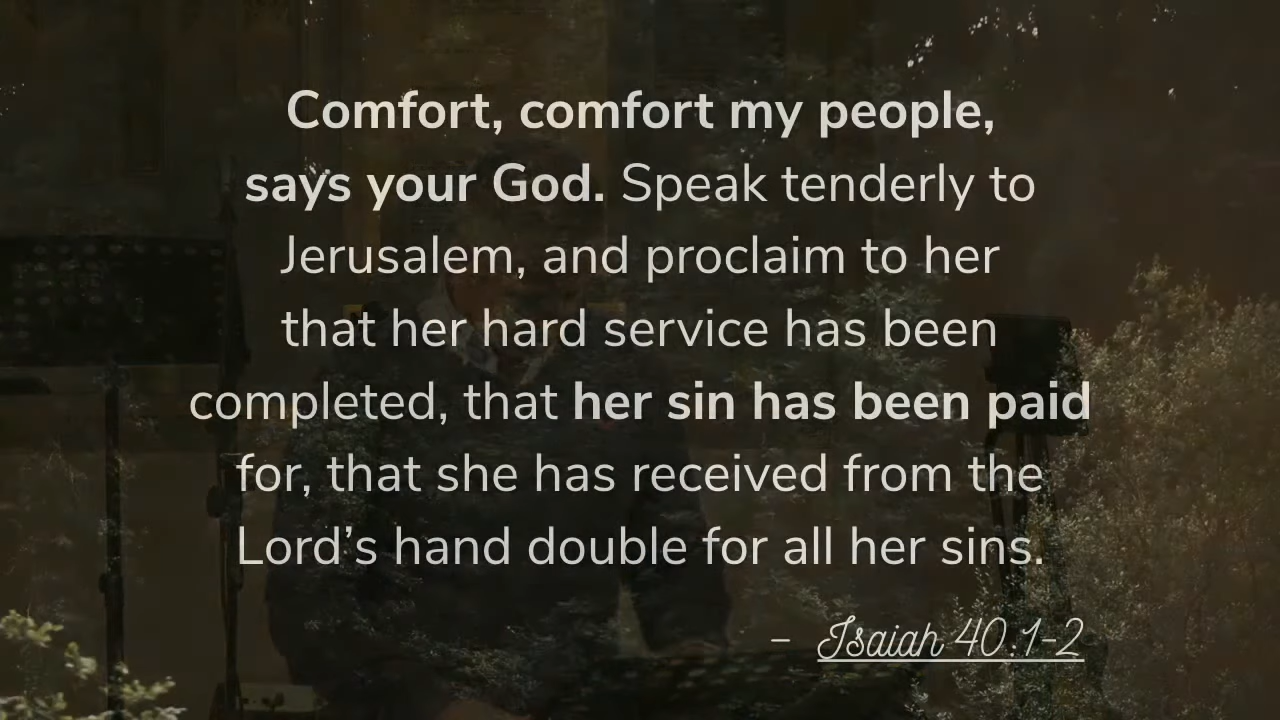 Comfort, comfort my people,
says your God. Speak tenderly to
Jerusalem, and proclaim to her
that her hard service has been
completed, that her sin has been paid
for, that she has received from the
Lord’s hand double for all her sins.
– Isaiah 40:1-2